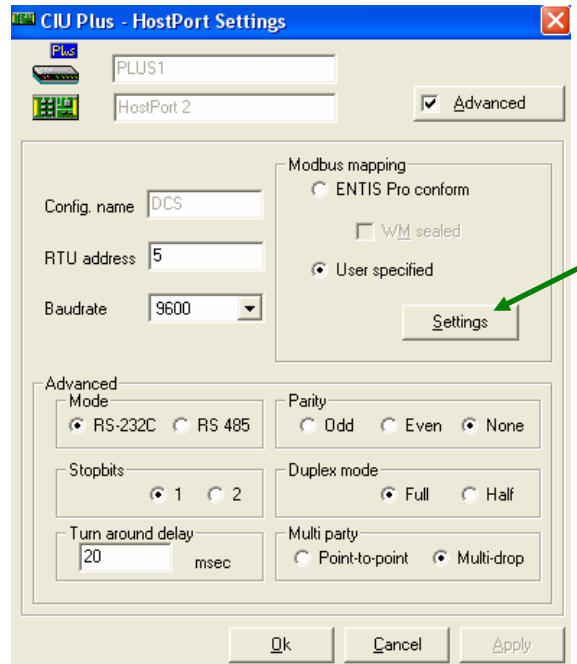 CIU Plus - HostPort Settings
Plus
PLUS1
HostPort 2
Advanced
Modbus mapping
ENTIS Pro conform
WM sealed
User specified
Settings
Config. name DCS
RTU address 5
Baudrate 9600
Advanced
Mode
RS-232C RS 485
Parity
Odd Even None
Stopbits
1 2
Duplex mode
Full Half
Turn around delay
20 msec
Multi party
Point-to-point Multi-drop
Ok Cancel Apply